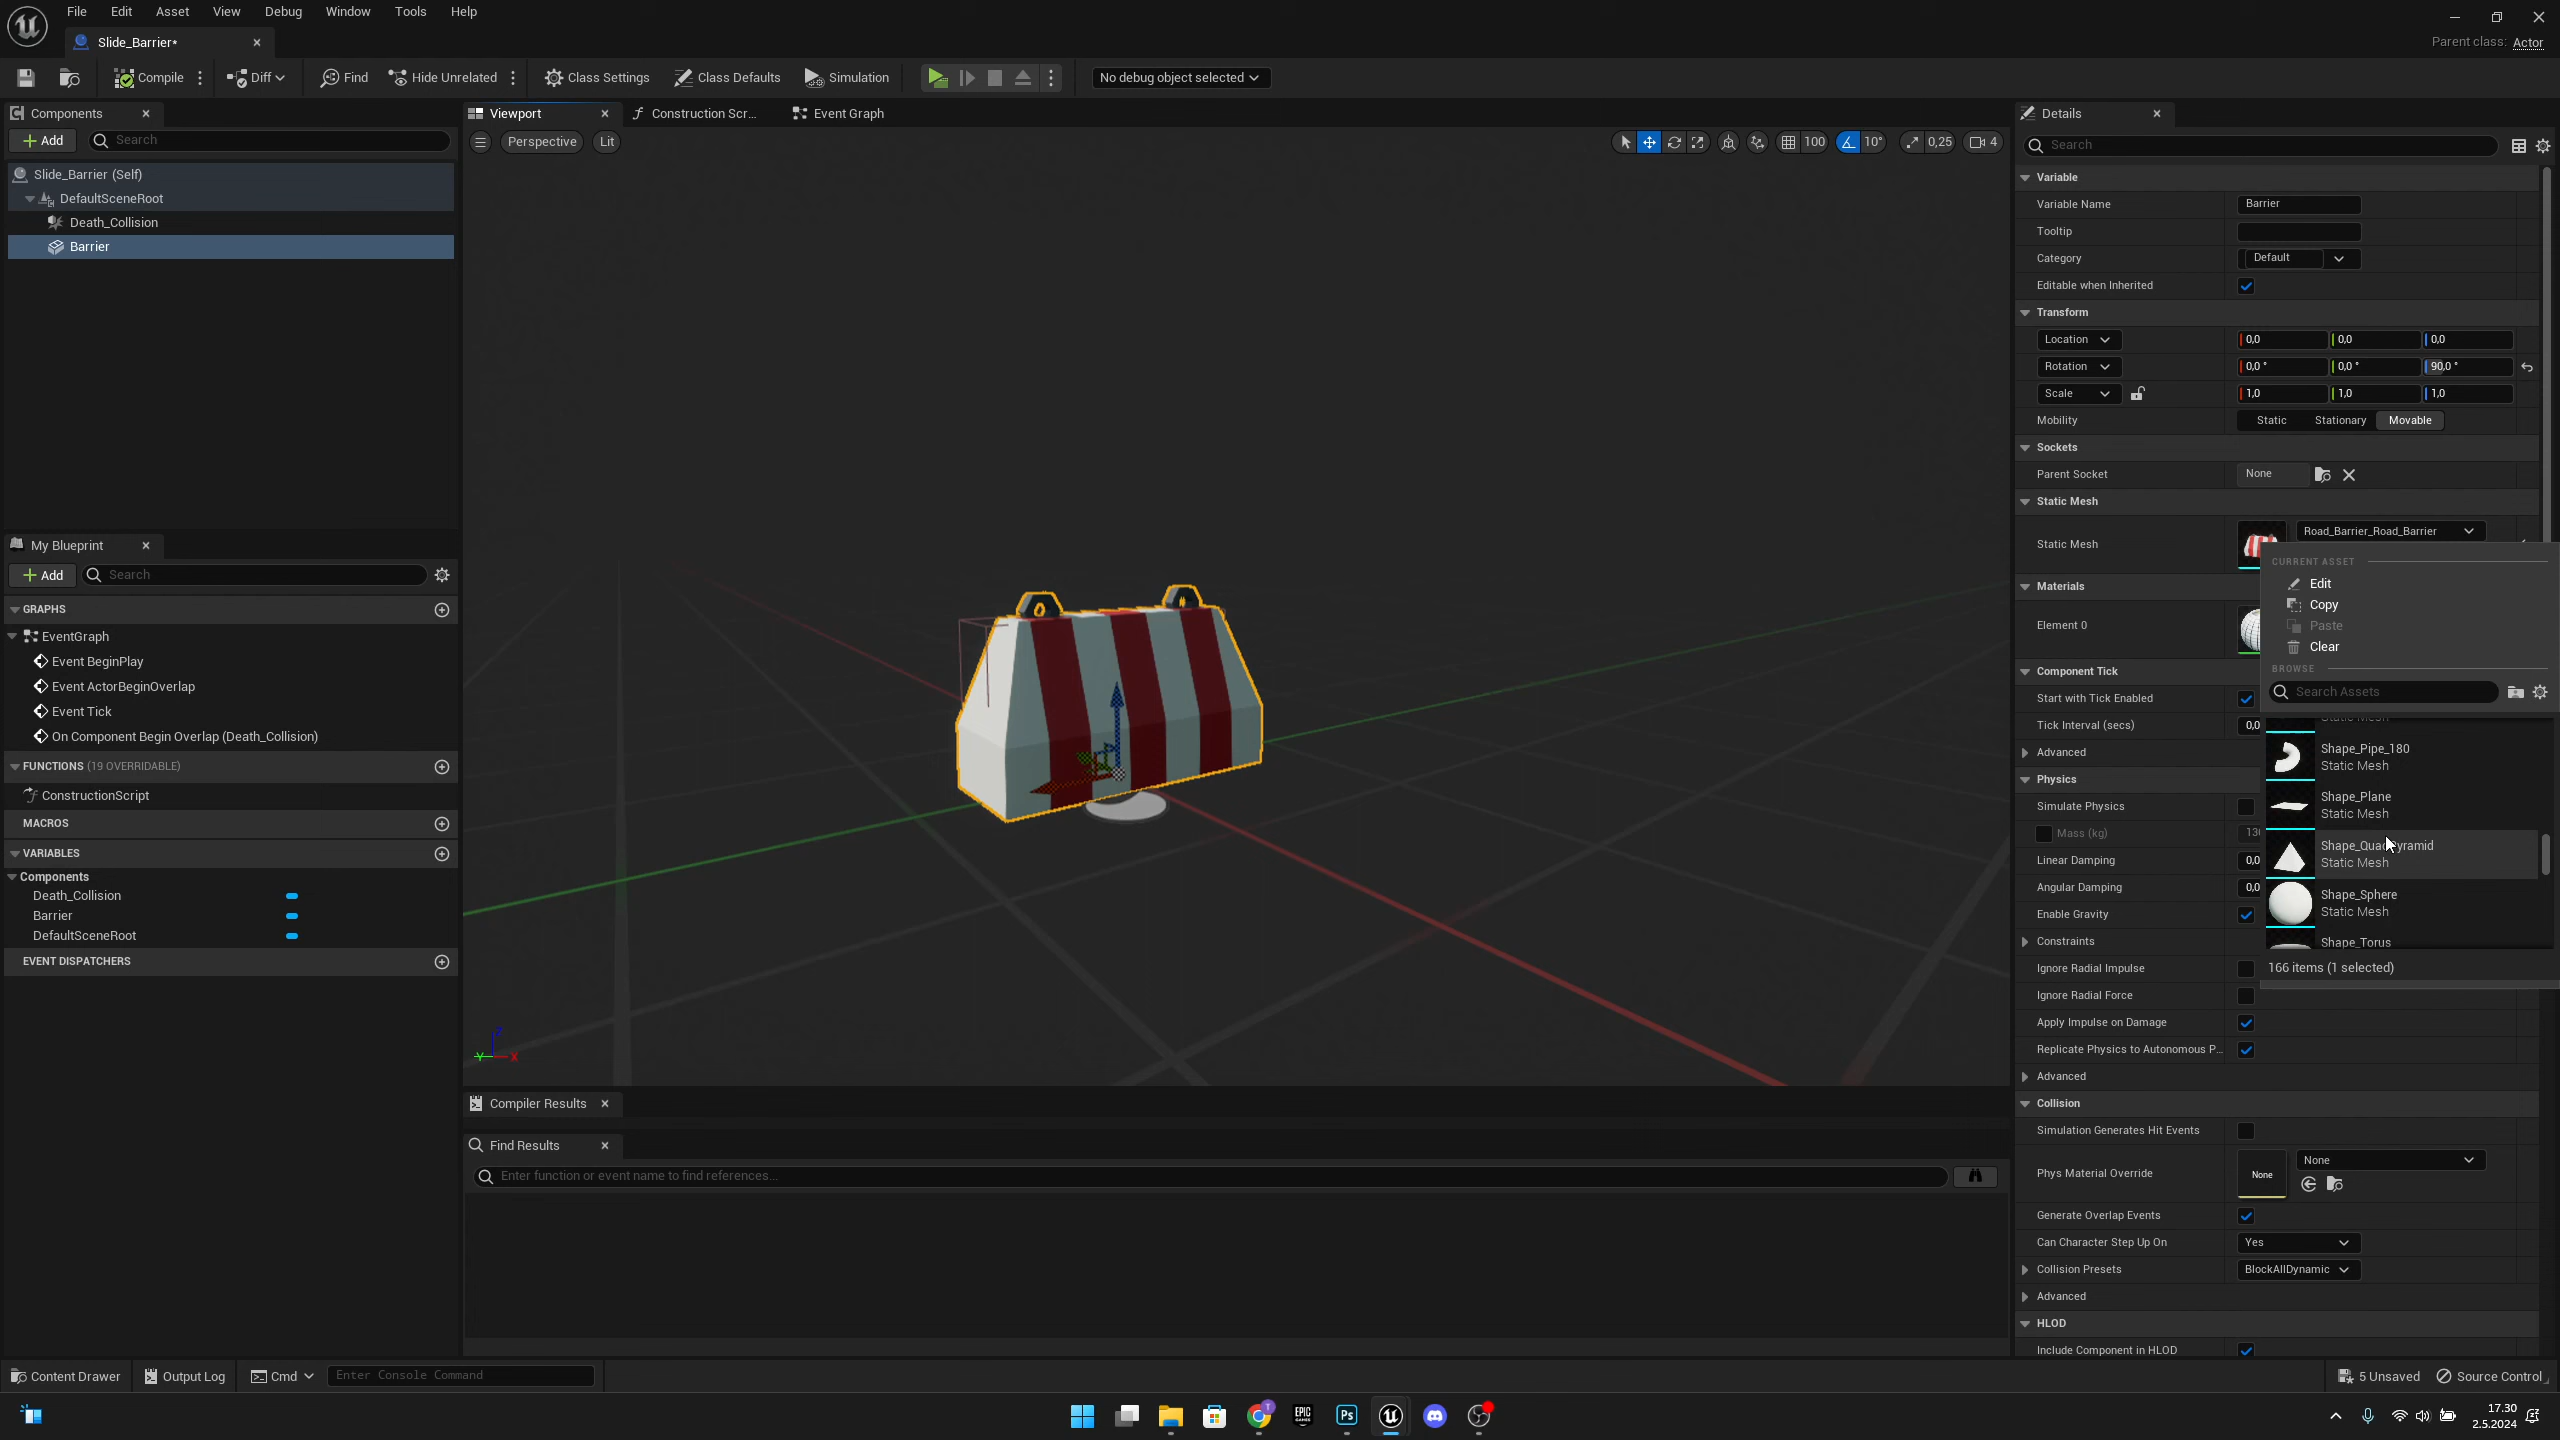 File Edit Asset View Debug Window Tools Help
Slide_Barrier*
Parent class: Actor
Compile Diff Find Hide Unrelated Class Settings Class Defaults Simulation No debug object selected
Components
Add Search
Slide_Barrier (Self)
DefaultSceneRoot
Death_Collision
Barrier
My Blueprint
Add Search
GRAPHS
EventGraph
Event BeginPlay
Event ActorBeginOverlap
Event Tick
On Component Begin Overlap (Death_Collision)
FUNCTIONS (19 OVERRIDABLE)
ConstructionScript
MACROS
VARIABLES
Components
Death_Collision
Barrier
DefaultSceneRoot
EVENT DISPATCHERS
Viewport Construction Scr... Event Graph
Perspective Lit 100 10° 0,25 4
Z
Y X
Compiler Results
Find Results
Enter function or event name to find references...
Details
Search
Variable
Variable Name Barrier
Tooltip
Category Default
Editable when Inherited
Transform
Location 0,0 0,0 0,0
Rotation 0,0 ° 0,0 ° 90,0 °
Scale 1,0 1,0 1,0
Mobility Static Stationary Movable
Sockets
Parent Socket None
Static Mesh
Static Mesh Road_Barrier_Road_Barrier
Materials
Element 0
Component Tick
Start with Tick Enabled
Tick Interval (secs) 0,0
Advanced
Physics
Simulate Physics
Mass (kg)
Linear Damping 0,0
Angular Damping 0,0
Enable Gravity
Constraints
Ignore Radial Impulse
Ignore Radial Force
Apply Impulse on Damage
Replicate Physics to Autonomous P...
Advanced
Collision
Simulation Generates Hit Events
Phys Material Override None None
Generate Overlap Events
Can Character Step Up On Yes
Collision Presets BlockAllDynamic
Advanced
HLOD
Include Component in HLOD
CURRENT ASSET
Edit
Copy
Paste
Clear
BROWSE
Search Assets
Static Mesh
Shape_Pipe_180
Static Mesh
Shape_Plane
Static Mesh
Shape_QuadPyramid
Static Mesh
Shape_Sphere
Static Mesh
Shape_Torus
166 items (1 selected)
Content Drawer Output Log Cmd Enter Console Command 5 Unsaved Source Control
EPIC GAMES Ps
17.30
2.5.2024